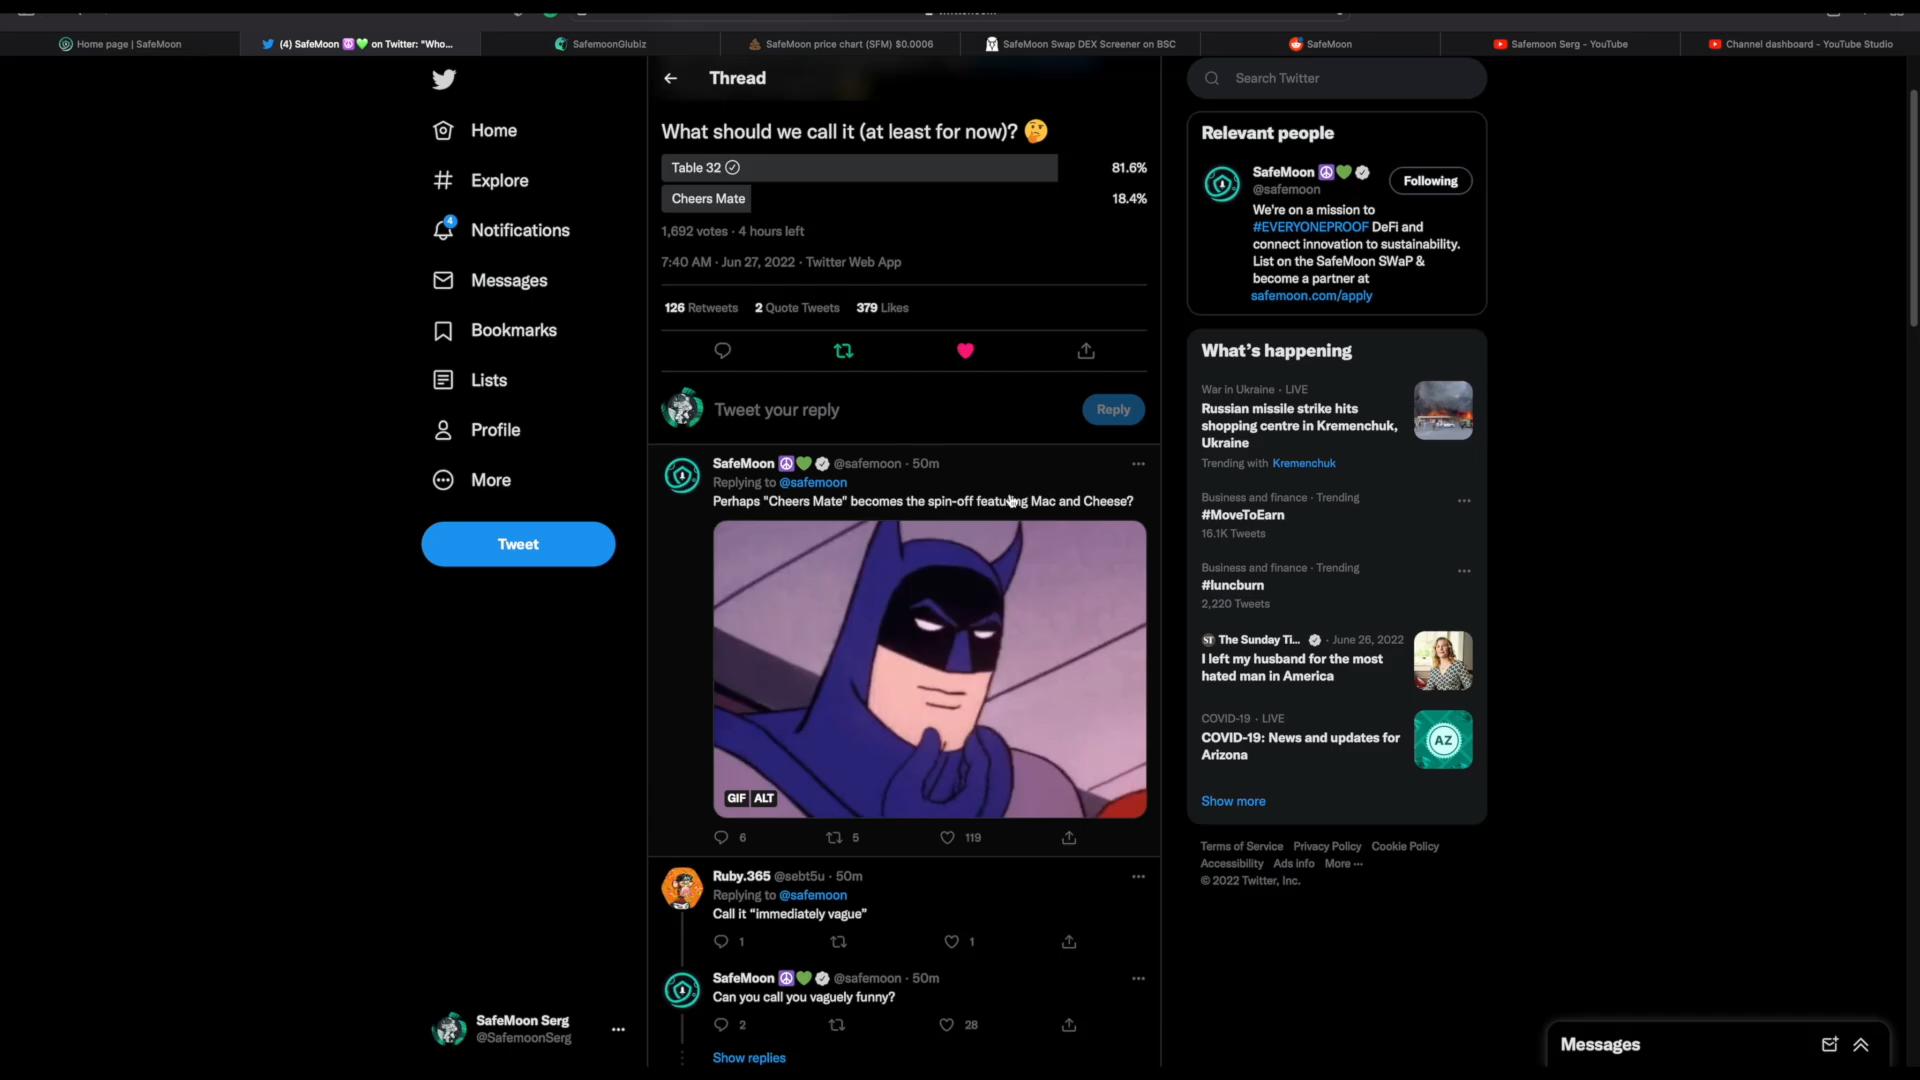 Home page | SafeMoon
(4) SafeMoon ☮️💚 on Twitter: "Who...
SafemoonGlubiz
SafeMoon price chart (SFM) $0.0006
SafeMoon Swap DEX Screener on BSC
SafeMoon
Safemoon Serg - YouTube
Channel dashboard - YouTube Studio
Home
Explore
4
Notifications
Messages
Bookmarks
Lists
Profile
More
Tweet
SafeMoon Serg
@SafemoonSerg
Thread
What should we call it (at least for now)? 🤔
Table 32
81.6%
Cheers Mate
18.4%
1,692 votes · 4 hours left
7:40 AM · Jun 27, 2022 · Twitter Web App
126 Retweets 2 Quote Tweets 379 Likes
Tweet your reply
Reply
SafeMoon ☮️💚 @safemoon · 50m
Replying to @safemoon
Perhaps "Cheers Mate" becomes the spin-off featuring Mac and Cheese?
GIF ALT
6 5 119
Ruby.365 @sebt5u · 50m
Replying to @safemoon
Call it “immediately vague”
1 1
SafeMoon ☮️💚 @safemoon · 50m
Can you call you vaguely funny?
2 28
Show replies
Search Twitter
Relevant people
SafeMoon ☮️💚
@safemoon
Following
We're on a mission to
#EVERYONEPROOF DeFi and
connect innovation to sustainability.
List on the SafeMoon SWaP &
become a partner at
safemoon.com/apply
What’s happening
War in Ukraine · LIVE
Russian missile strike hits
shopping centre in Kremenchuk,
Ukraine
Trending with Kremenchuk
Business and finance · Trending
#MoveToEarn
16.1K Tweets
Business and finance · Trending
#luncburn
2,220 Tweets
ST The Sunday Ti... · June 26, 2022
I left my husband for the most
hated man in America
COVID-19 · LIVE
COVID-19: News and updates for
Arizona
AZ
Show more
Terms of Service Privacy Policy Cookie Policy
Accessibility Ads info More ···
© 2022 Twitter, Inc.
Messages